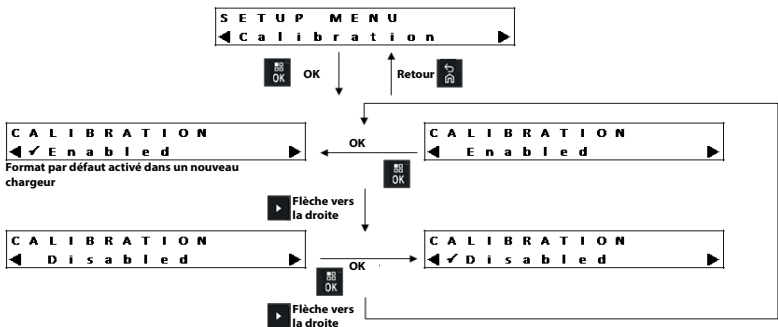 SETUP MENU
◀Calibration▶
OK
OK
Retour
CALIBRATION
◀✓Enabled▶
Format par défaut activé dans un nouveau
chargeur
OK
OK
CALIBRATION
◀ Enabled▶
Flèche vers
la droite
CALIBRATION
◀ Disabled▶
OK
OK
CALIBRATION
◀✓Disabled▶
Flèche vers
la droite